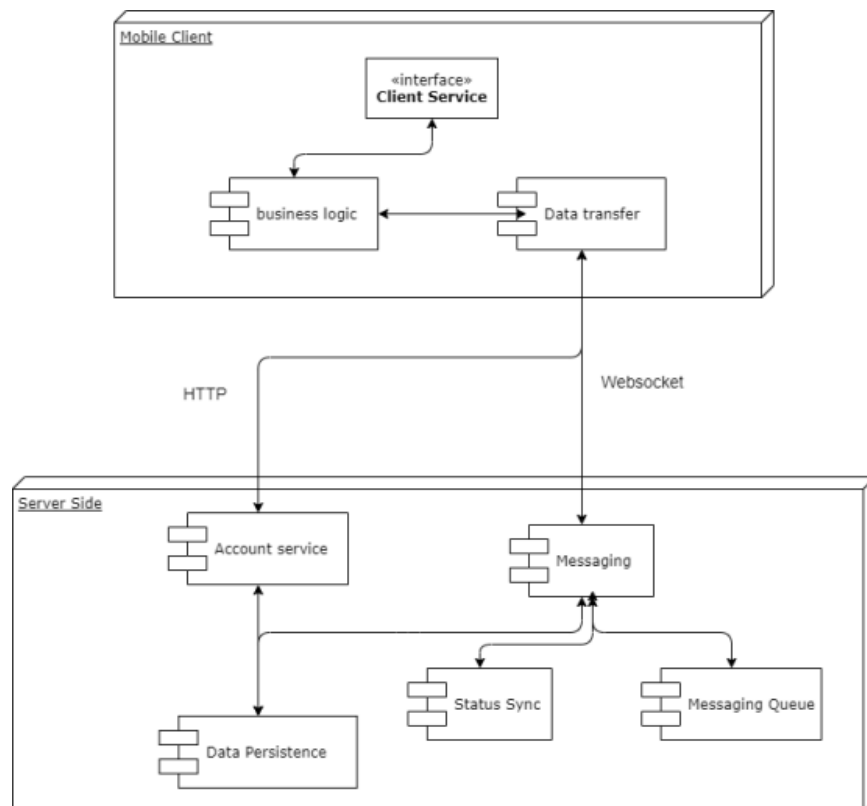 Mobile Client
«interface»
Client Service
business logic
Data transfer
HTTP
Websocket
Server Side
Account service
Messaging
Status Sync
Messaging Queue
Data Persistence